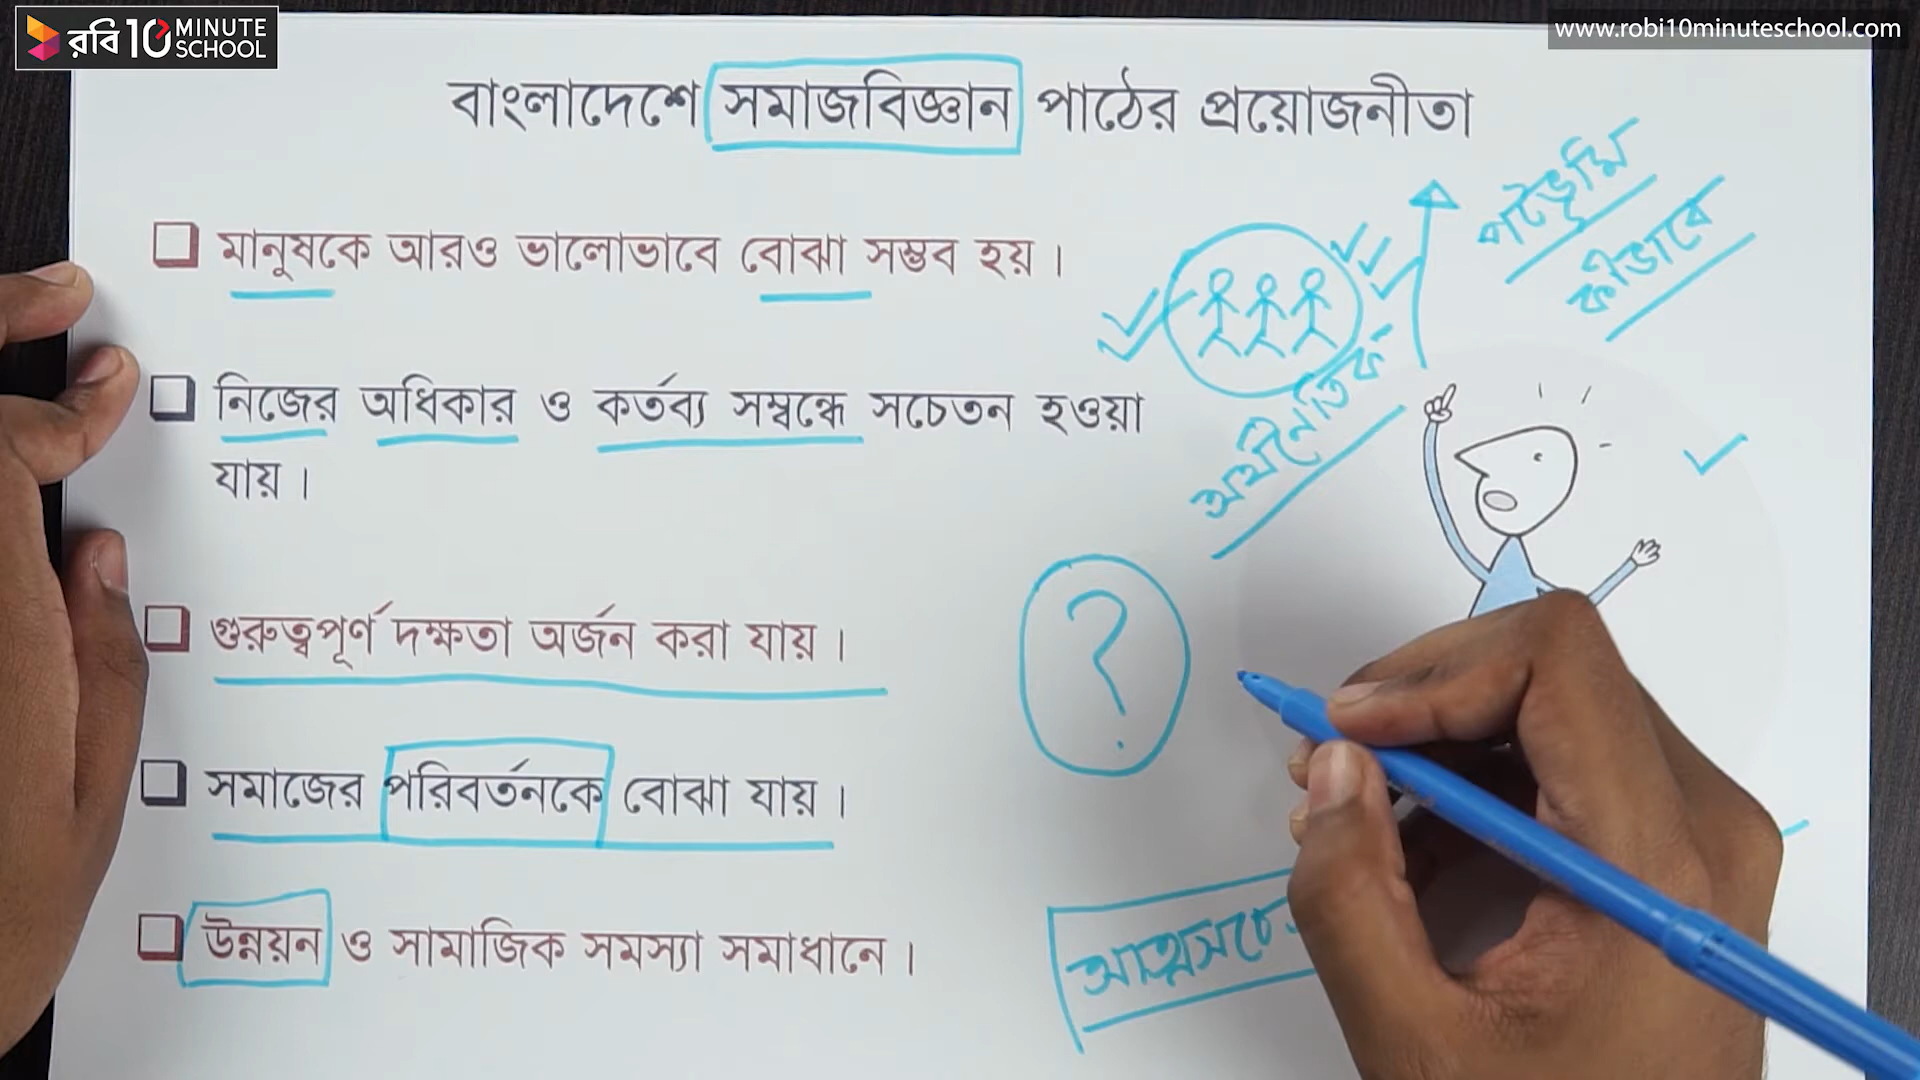 রবি 10 MINUTE SCHOOL
www.robi10minuteschool.com
বাংলাদেশে সমাজবিজ্ঞান পাঠের প্রয়োজনীতা
মানুষকে আরও ভালোভাবে বোঝা সম্ভব হয়।
নিজের অধিকার ও কর্তব্য সম্বন্ধে সচেতন হওয়া
যায়।
গুরুত্বপূর্ণ দক্ষতা অর্জন করা যায়।
সমাজের পরিবর্তনকে বোঝা যায়।
উন্নয়ন ও সামাজিক সমস্যা সমাধানে।
পটভূমি
কীভাবে
অর্থনৈতিক
?
আত্মসচে